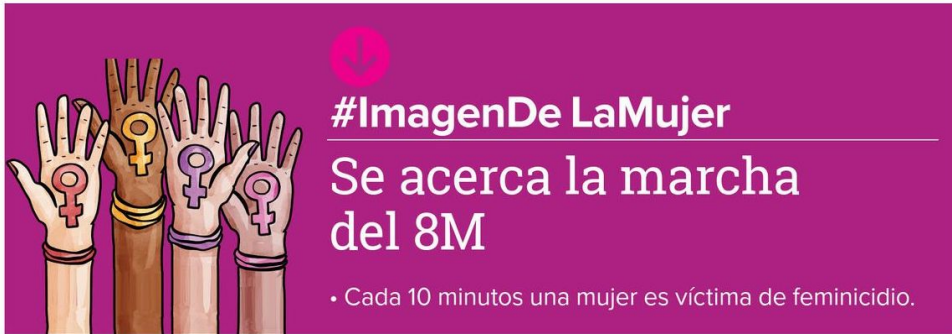 #ImagenDe LaMujer
Se acerca la marcha
del 8M
• Cada 10 minutos una mujer es víctima de feminicidio.